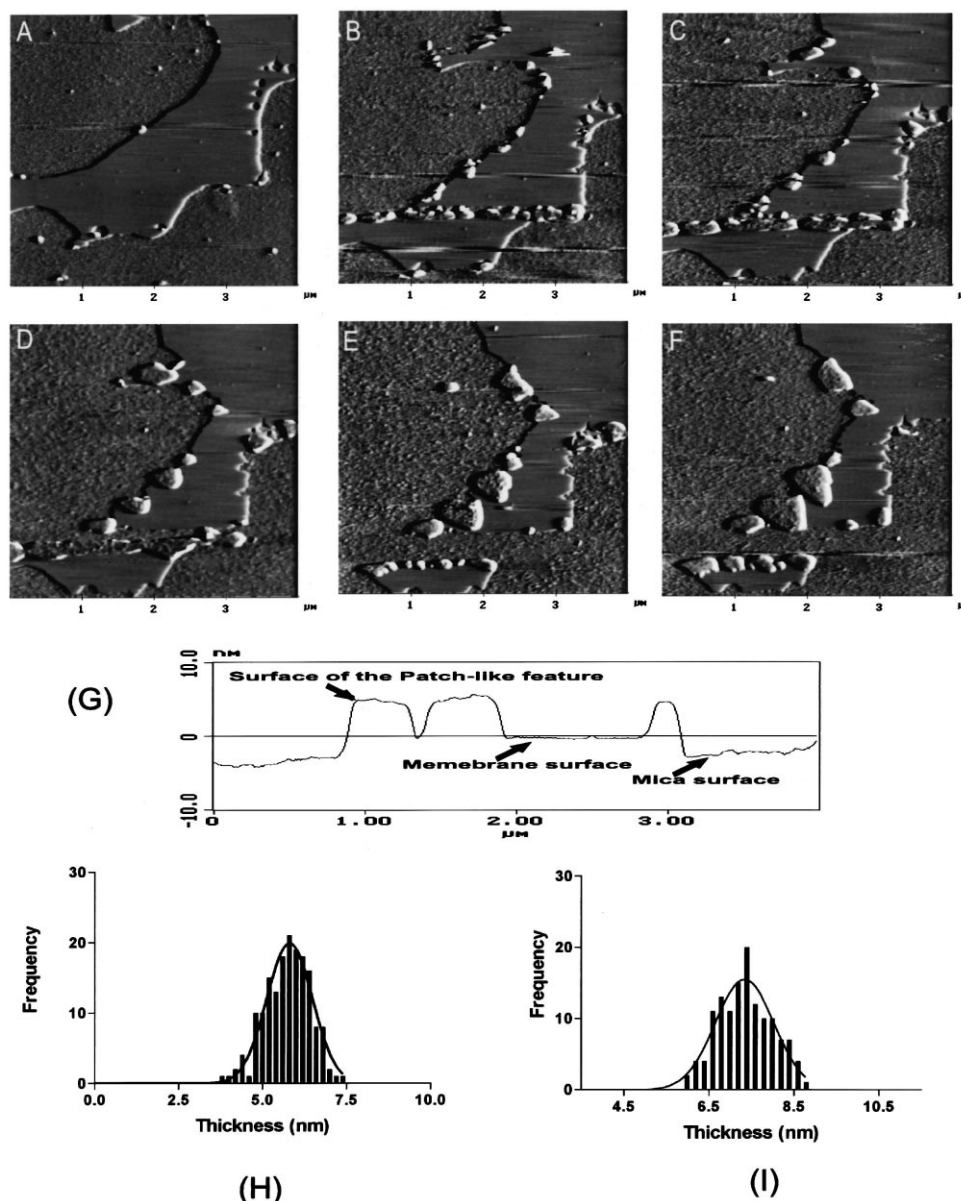 A
B
C
1 2 3 µM
1 2 3 µM
1 2 3 µM
D
E
F
1 2 3 µM
1 2 3 µM
1 2 3 µM
(G)
nm
10.0
0
-10.0
Surface of the Patch-like feature
Memebrane surface
Mica surface
0 1.00 2.00 3.00
µM
30
20
10
0
Frequency
0.0 2.5 5.0 7.5 10.0
Thickness (nm)
(H)
30
20
10
0
Frequency
4.5 6.5 8.5 10.5
Thickness (nm)
(I)